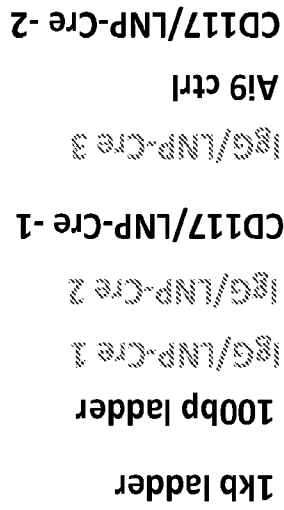 1kb ladder
100bp ladder
IgG/LNP-Cre 1
IgG/LNP-Cre 2
CD117/LNP-Cre -1
IgG/LNP-Cre 3
Ai9 ctrl
CD117/LNP-Cre -2